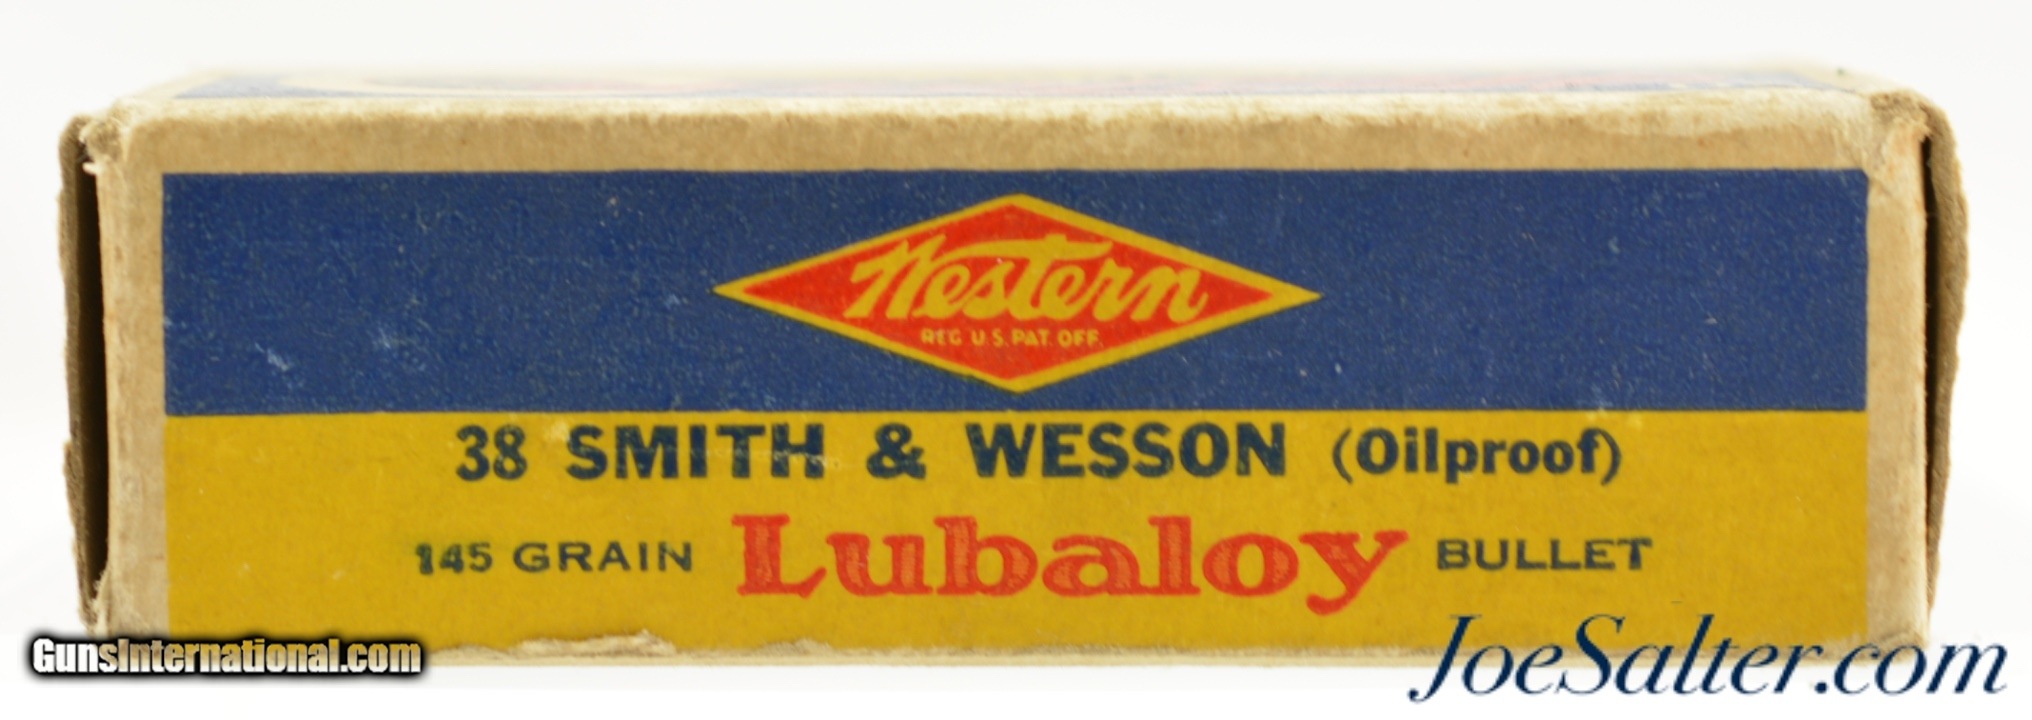 Western
REG. U.S. PAT. OFF.
38 SMITH & WESSON (Oilproof)
145 GRAIN Lubaloy BULLET
GunsInternational.com
JoeSalter.com